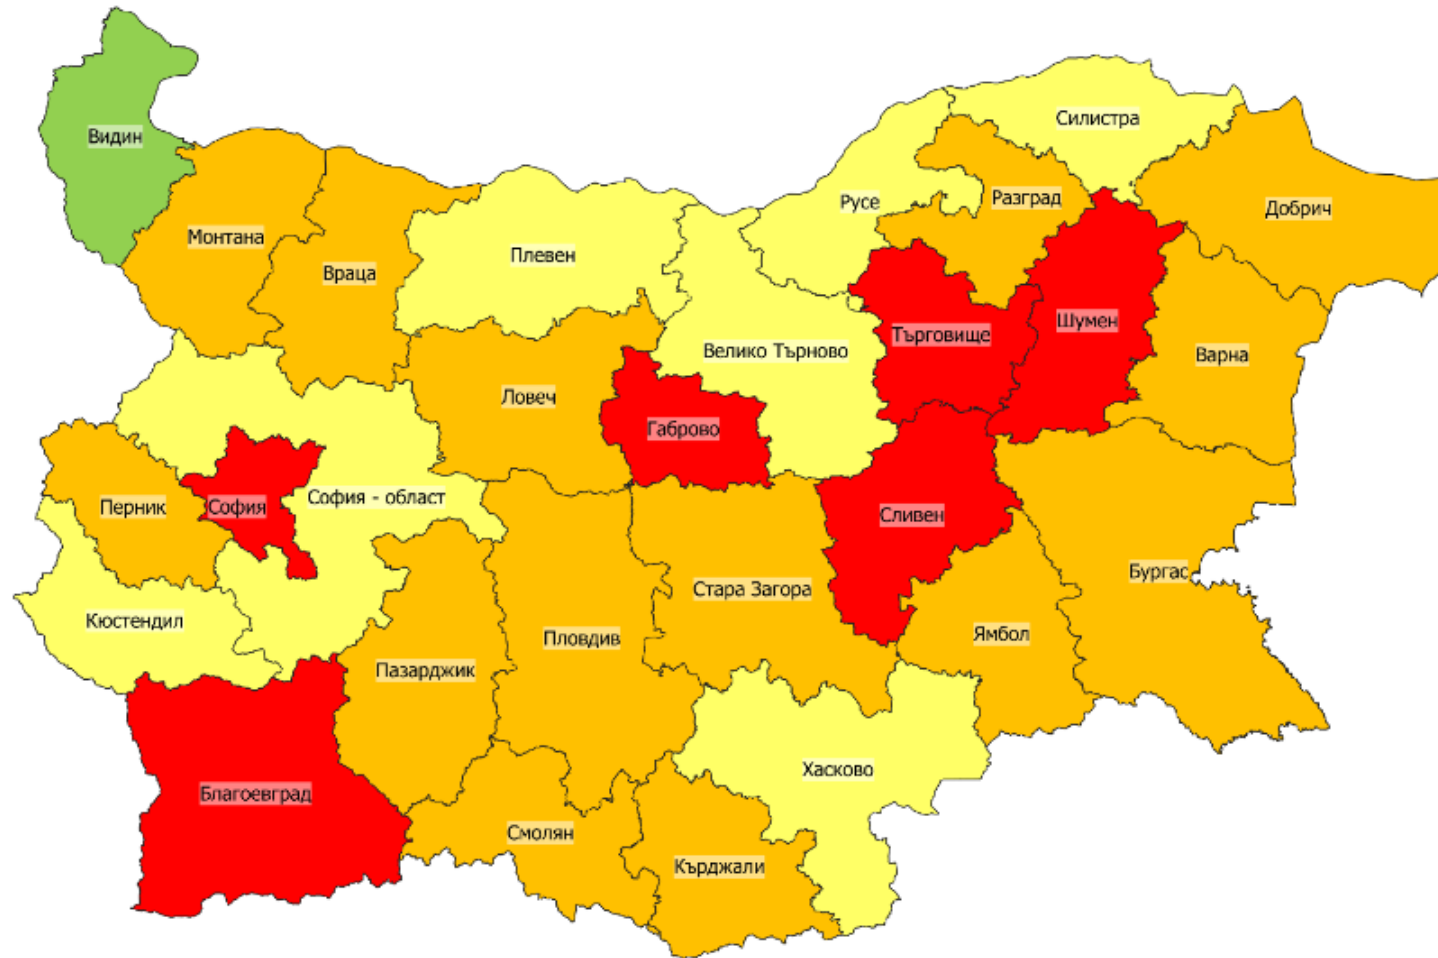 Видин
Силистра
Русе
Разград
Добрич
Монтана
Плевен
Враца
Търговище
Шумен
Велико Търново
Варна
Ловеч
Габрово
София - област
Перник
София
Сливен
Бургас
Стара Загора
Кюстендил
Пловдив
Ямбол
Пазарджик
Хасково
Благоевград
Смолян
Кърджали